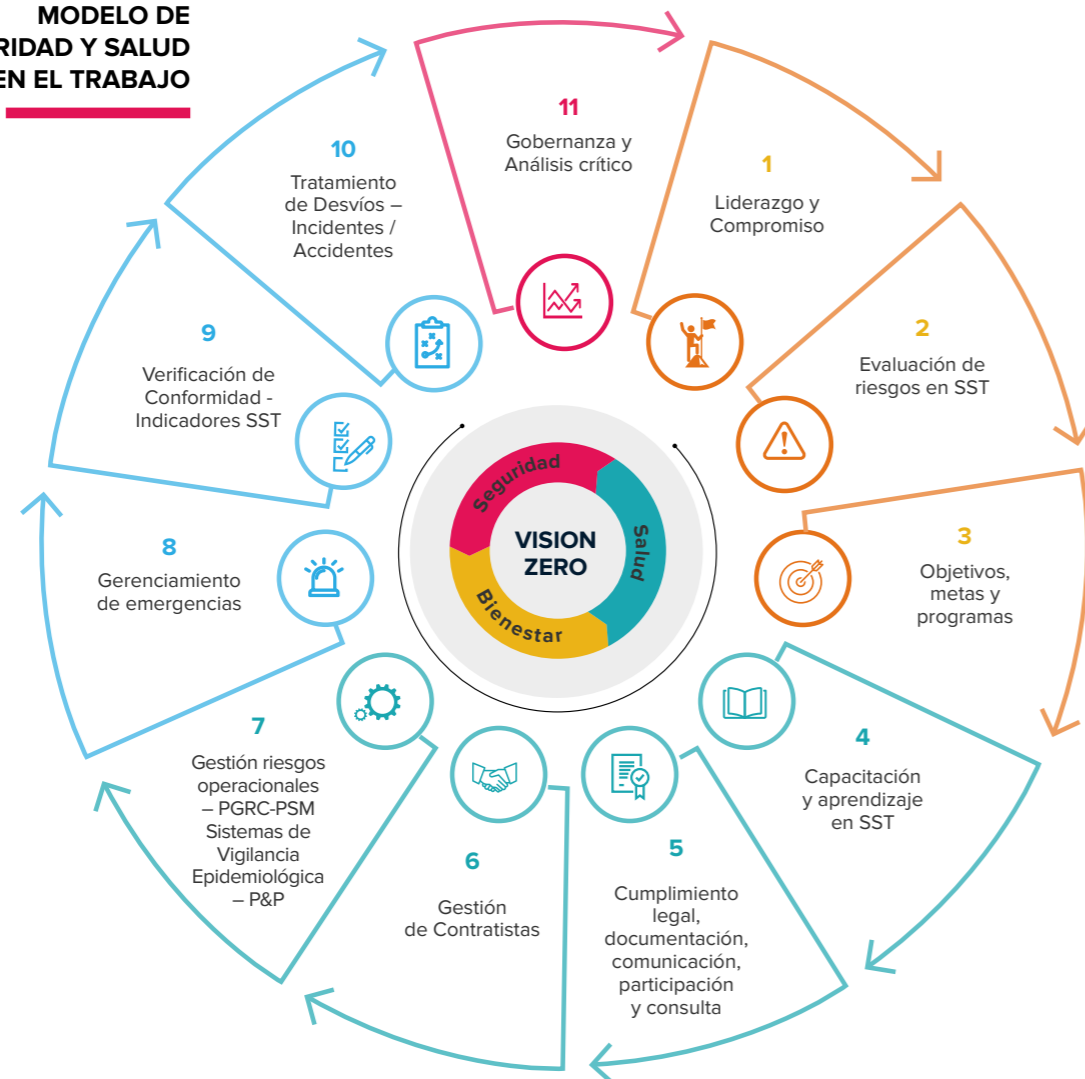 MODELO DE
RIDAD Y SALUD
EN EL TRABAJO
11
Gobernanza y
Análisis crítico
1
Liderazgo y
Compromiso
2
Evaluación de
riesgos en SST
3
Objetivos,
metas y
programas
4
Capacitación
y aprendizaje
en SST
5
Cumplimiento
legal,
documentación,
comunicación,
participación
y consulta
6
Gestión
de Contratistas
7
Gestión riesgos
operacionales
– PGRC-PSM
Sistemas de
Vigilancia
Epidemiológica
– P&P
8
Gerenciamiento
de emergencias
9
Verificación de
Conformidad -
Indicadores SST
10
Tratamiento
de Desvíos –
Incidentes /
Accidentes
Seguridad
Salud
Bienestar
VISION
ZERO